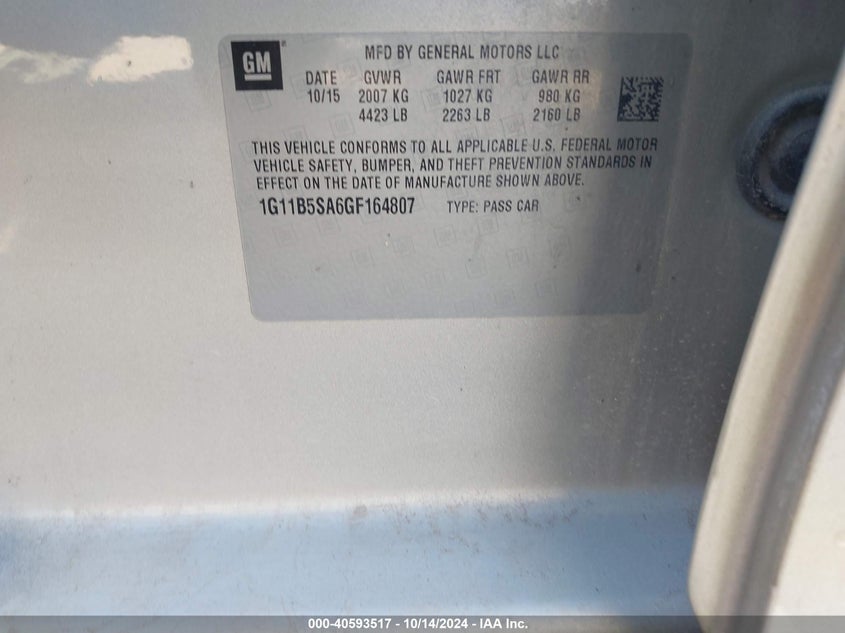 GM
MFD BY GENERAL MOTORS LLC
DATE GVWR GAWR FRT GAWR RR
10/15 2007 KG 1027 KG 980 KG
4423 LB 2263 LB 2160 LB
THIS VEHICLE CONFORMS TO ALL APPLICABLE U.S. FEDERAL MOTOR
VEHICLE SAFETY, BUMPER, AND THEFT PREVENTION STANDARDS IN
EFFECT ON THE DATE OF MANUFACTURE SHOWN ABOVE.
1G11B5SA6GF164807 TYPE: PASS CAR
000-40593517 - 10/14/2024 - IAA Inc.